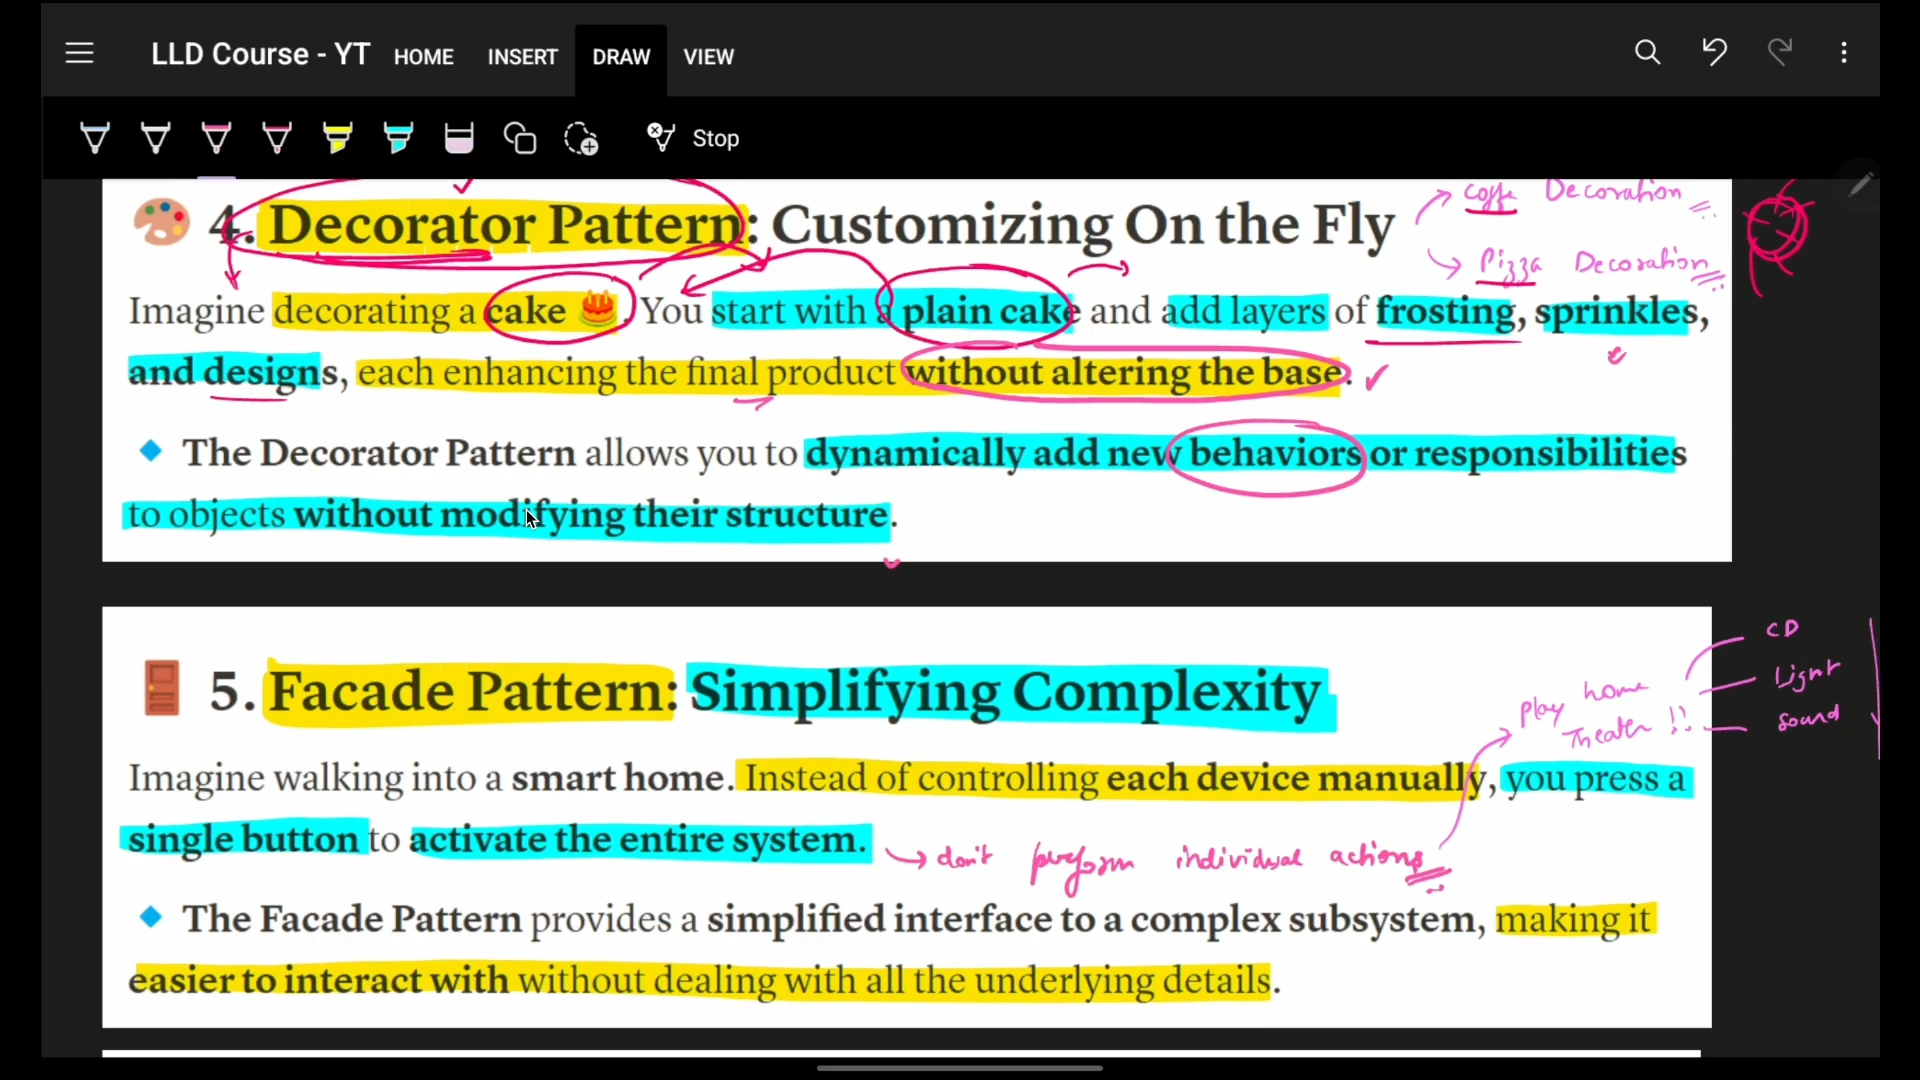 LLD Course - YT HOME INSERT DRAW VIEW
Stop
4. Decorator Pattern: Customizing On the Fly
coffe Decoration
Pizza Decoration
Imagine decorating a cake 🎂. You start with a plain cake and add layers of frosting, sprinkles,
and designs, each enhancing the final product without altering the base.
The Decorator Pattern allows you to dynamically add new behaviors or responsibilities
to objects without modifying their structure.
5. Facade Pattern: Simplifying Complexity
CD
Light
Sound
Play home
Theater !!
Imagine walking into a smart home. Instead of controlling each device manually, you press a
single button to activate the entire system.
don't perform individual actions
The Facade Pattern provides a simplified interface to a complex subsystem, making it
easier to interact with without dealing with all the underlying details.